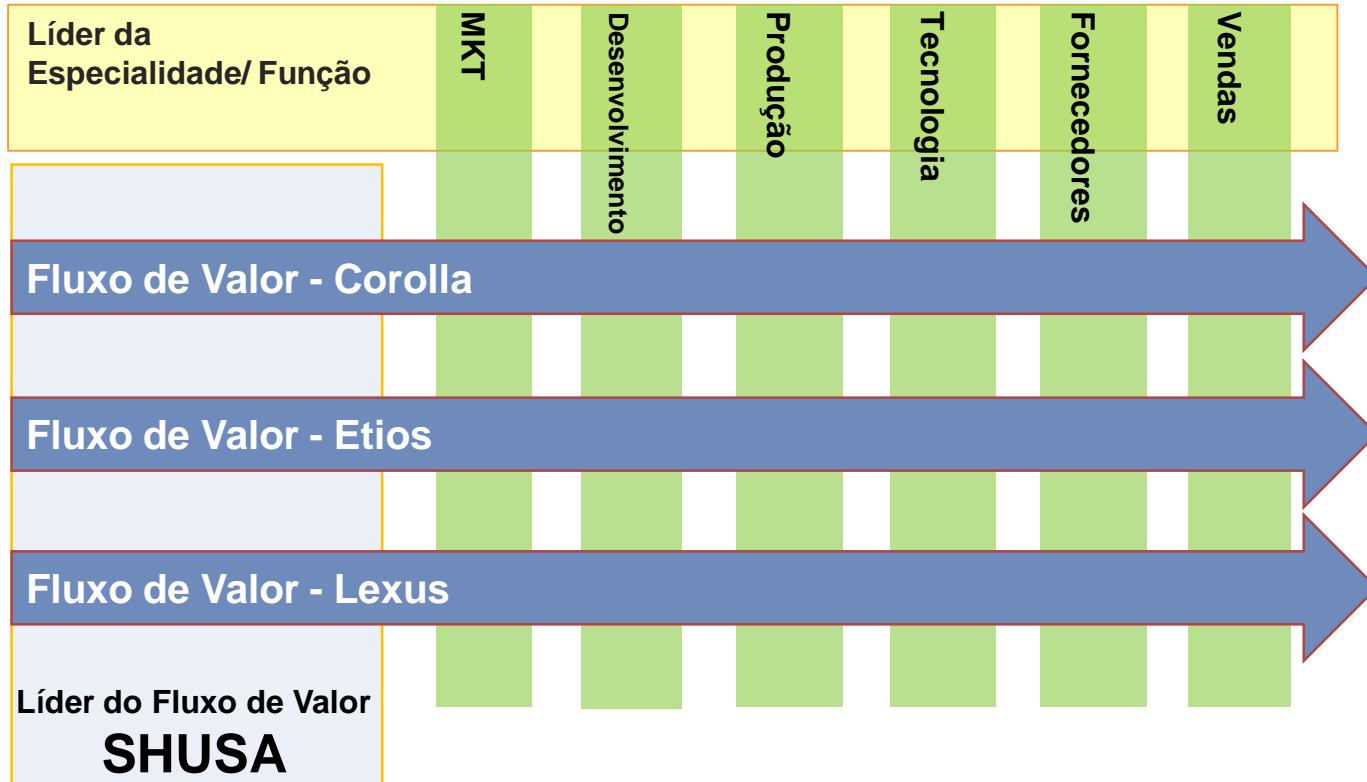 Líder da
Especialidade/ Função
MKT
Desenvolvimento
Produção
Tecnologia
Fornecedores
Vendas
Fluxo de Valor - Corolla
Fluxo de Valor - Etios
Fluxo de Valor - Lexus
Líder do Fluxo de Valor
SHUSA